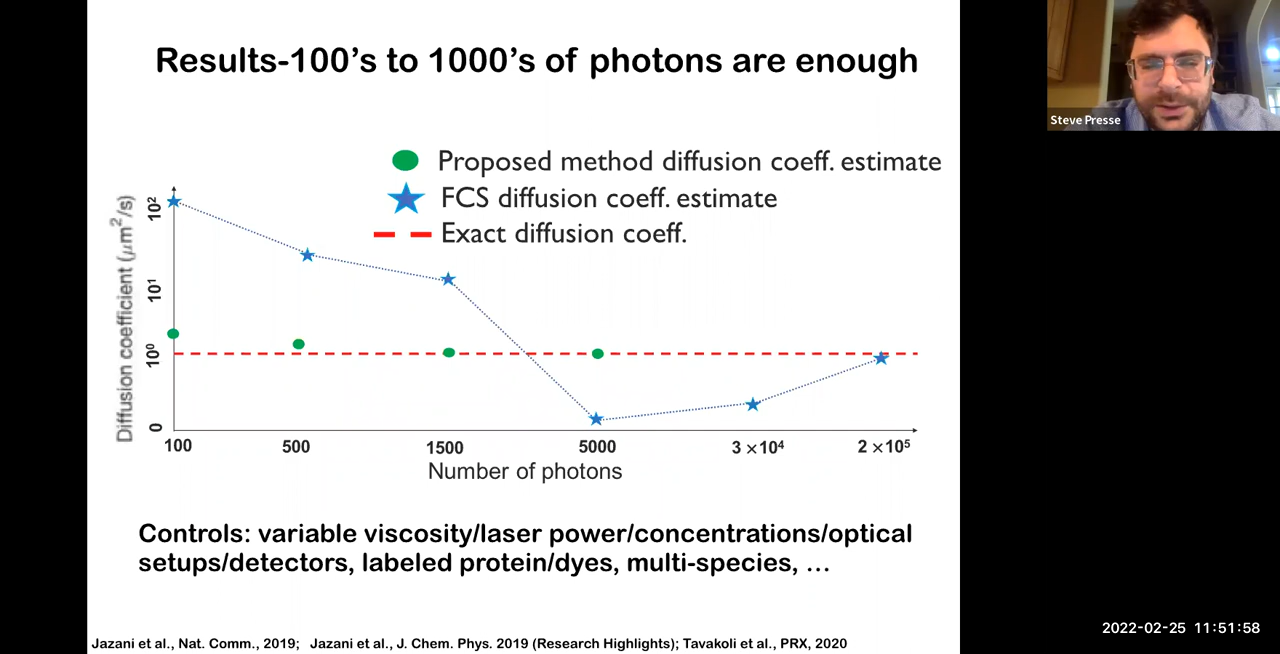 Results-100's to 1000's of photons are enough
Steve Presse
Proposed method diffusion coeff. estimate
FCS diffusion coeff. estimate
Exact diffusion coeff.
Diffusion coefficient (μm²/s)
10²
10¹
10⁰
0
100 500 1500 5000 3 ×10⁴ 2 ×10⁵
Number of photons
Controls: variable viscosity/laser power/concentrations/optical
setups/detectors, labeled protein/dyes, multi-species, ...
Jazani et al., Nat. Comm., 2019; Jazani et al., J. Chem. Phys. 2019 (Research Highlights); Tavakoli et al., PRX, 2020
2022-02-25 11:51:58